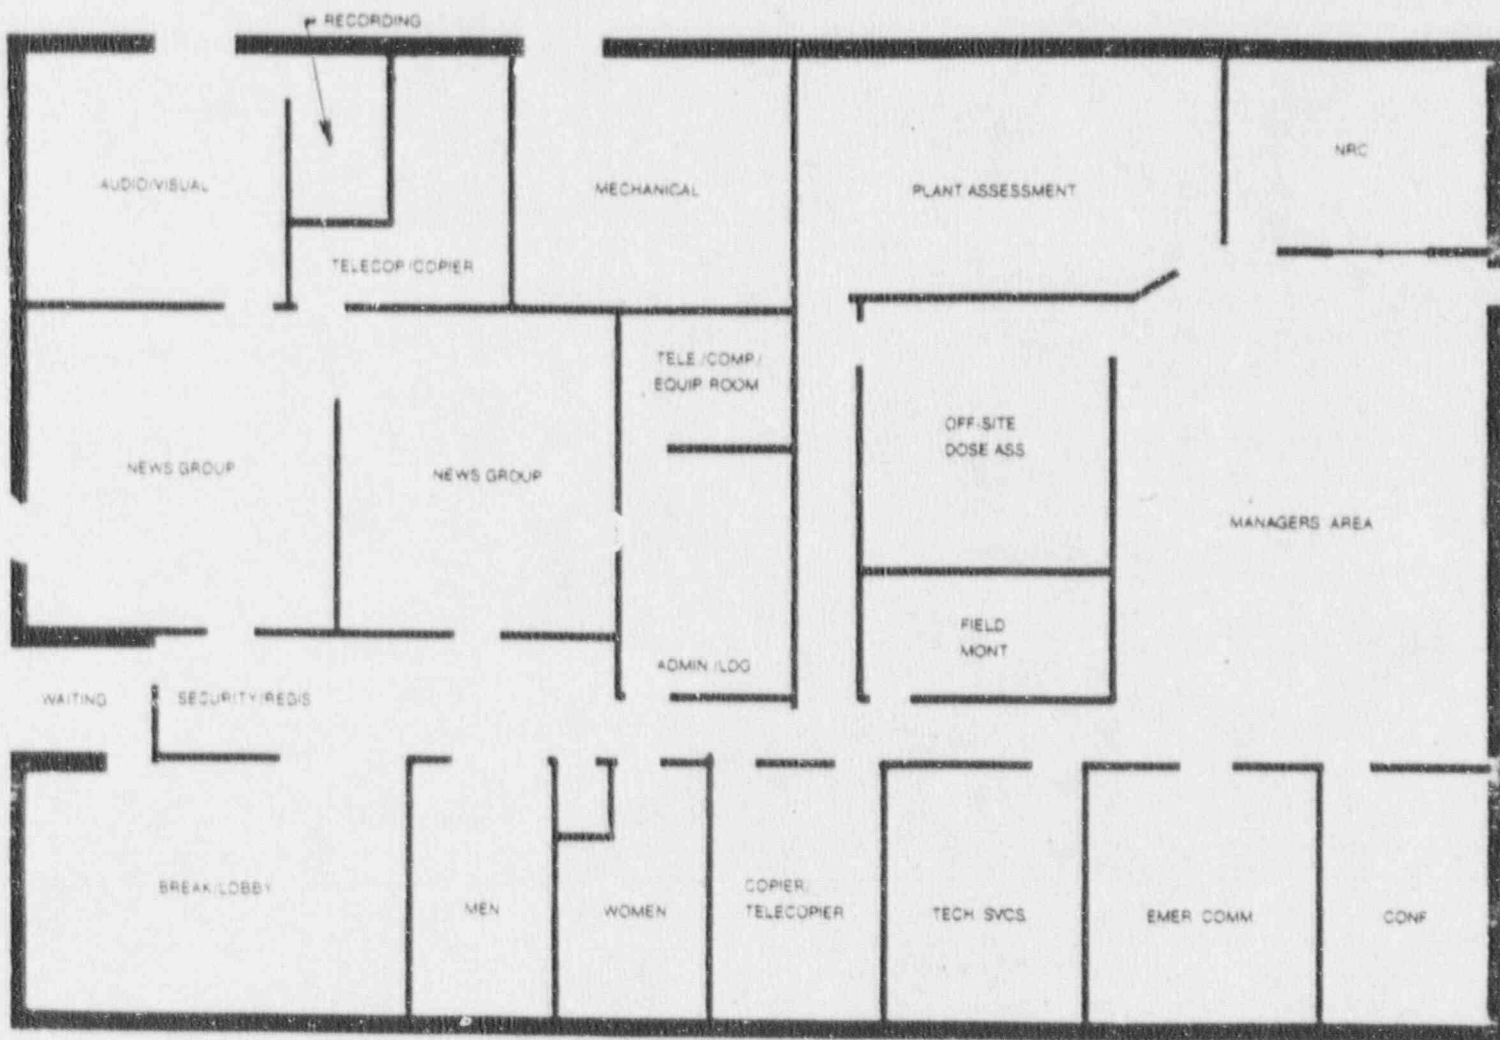 RECORDING
AUDIO/VISUAL
TELECOP/COPIER
MECHANICAL
PLANT ASSESSMENT
NRC
NEWS GROUP
NEWS GROUP
TELE/COMP/
EQUIP ROOM
OFF-SITE
DOSE ASS
MANAGERS AREA
FIELD
MONT
ADMIN/LOG
WAITING
SECURITY/REGIS
BREAK/LOBBY
MEN
WOMEN
COPIER/
TELECOPIER
TECH SVCS
EMER COMM
CONF